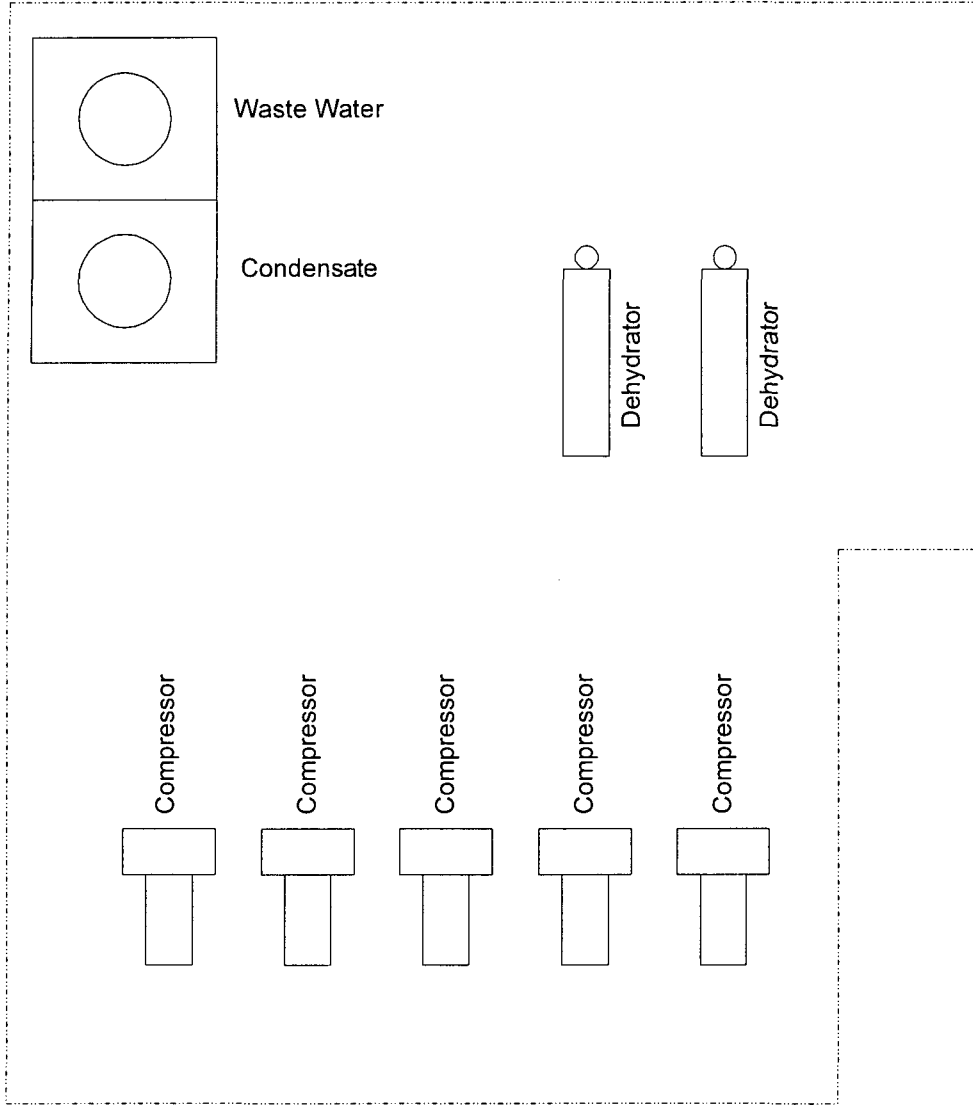 Waste Water
Condensate
Dehydrator
Dehydrator
Compressor
Compressor
Compressor
Compressor
Compressor